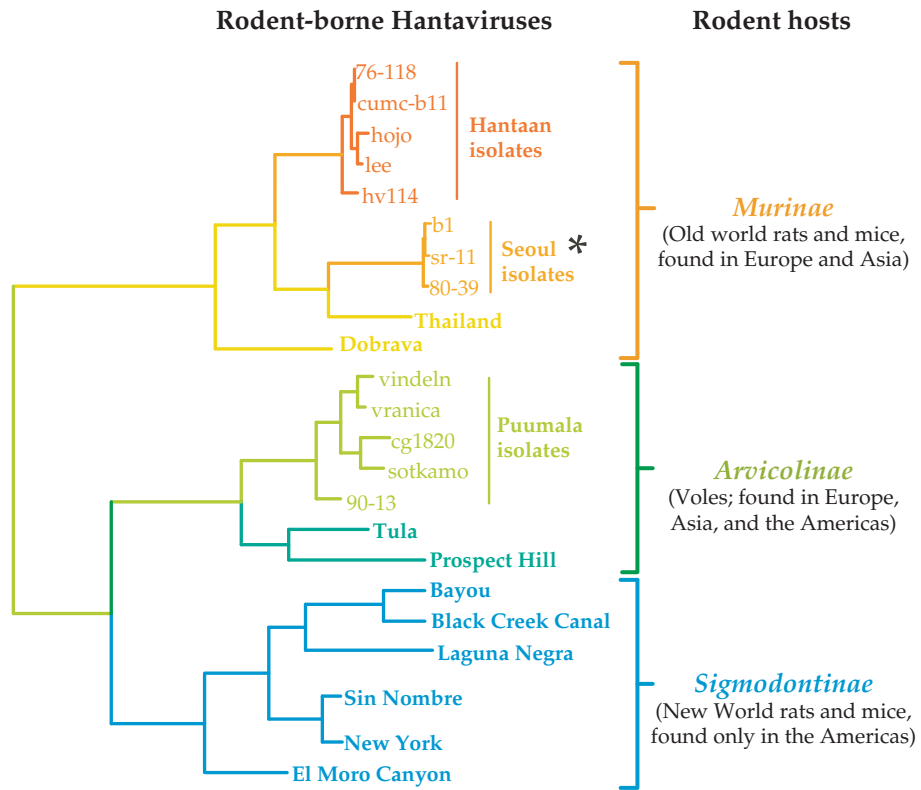 Rodent-borne Hantaviruses
Rodent hosts
76-118
cumc-b11
hojo
lee
hv114
Hantaan
isolates
b1
sr-11
80-39
Seoul *
isolates
Thailand
Dobrava
Murinae
(Old world rats and mice,
found in Europe and Asia)
vindeln
vranica
cg1820
sotkamo
90-13
Puumala
isolates
Tula
Prospect Hill
Arvicolinae
(Voles; found in Europe,
Asia, and the Americas)
Bayou
Black Creek Canal
Laguna Negra
Sin Nombre
New York
El Moro Canyon
Sigmodontinae
(New World rats and mice,
found only in the Americas)